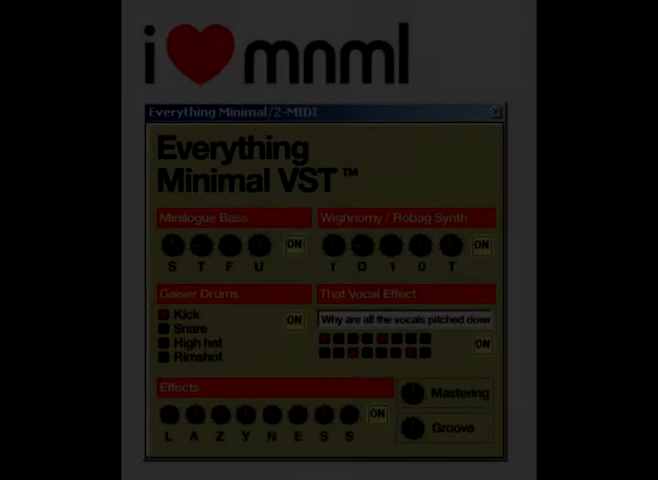 i ❤ mnml
Everything Minimal/2-MIDI
Everything
Minimal VST™
Minilogue Bass
ON
S T F U
Wighnomy / Robag Synth
ON
I D 1 0 T
Gaiser Drums
Kick
ON
Snare
High hat
Rimshot
That Vocal Effect
Why are all the vocals pitched down
ON
Effects
ON
L A Z Y N E S S
Mastering
Groove